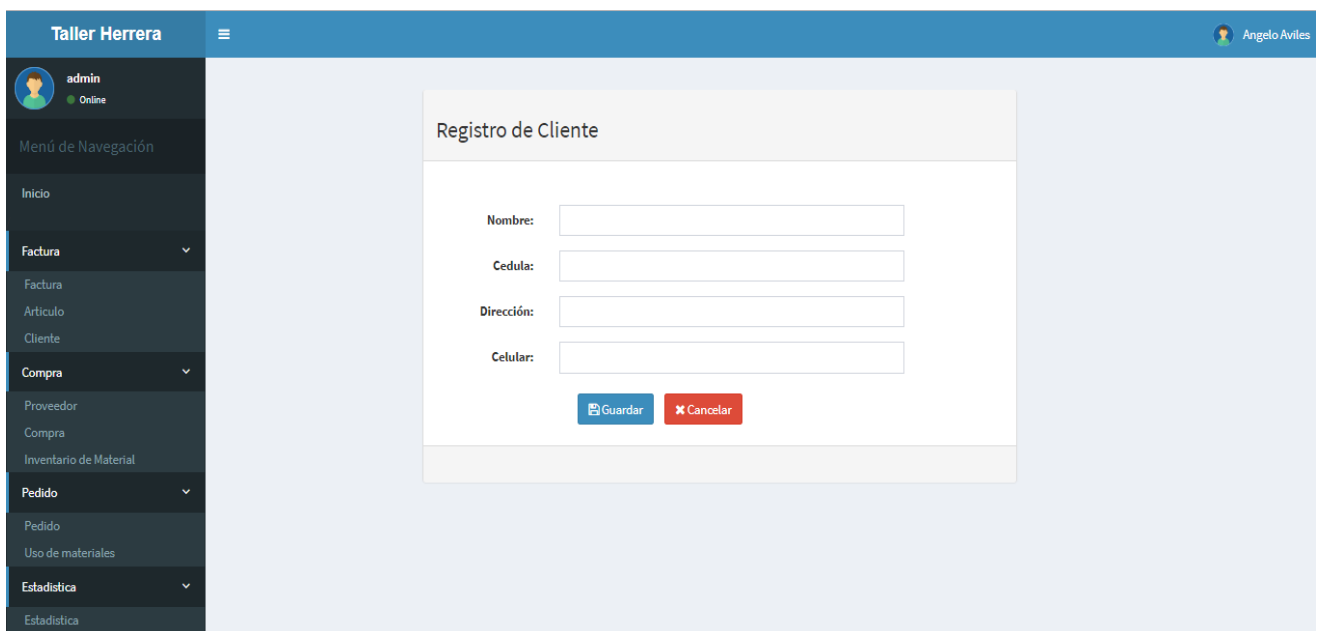 Taller Herrera
Angelo Aviles
admin
Online
Menú de Navegación
Inicio
Factura
Factura
Articulo
Cliente
Compra
Proveedor
Compra
Inventario de Material
Pedido
Pedido
Uso de materiales
Estadistica
Estadistica
Registro de Cliente
Nombre:
Cedula:
Dirección:
Celular:
Guardar Cancelar